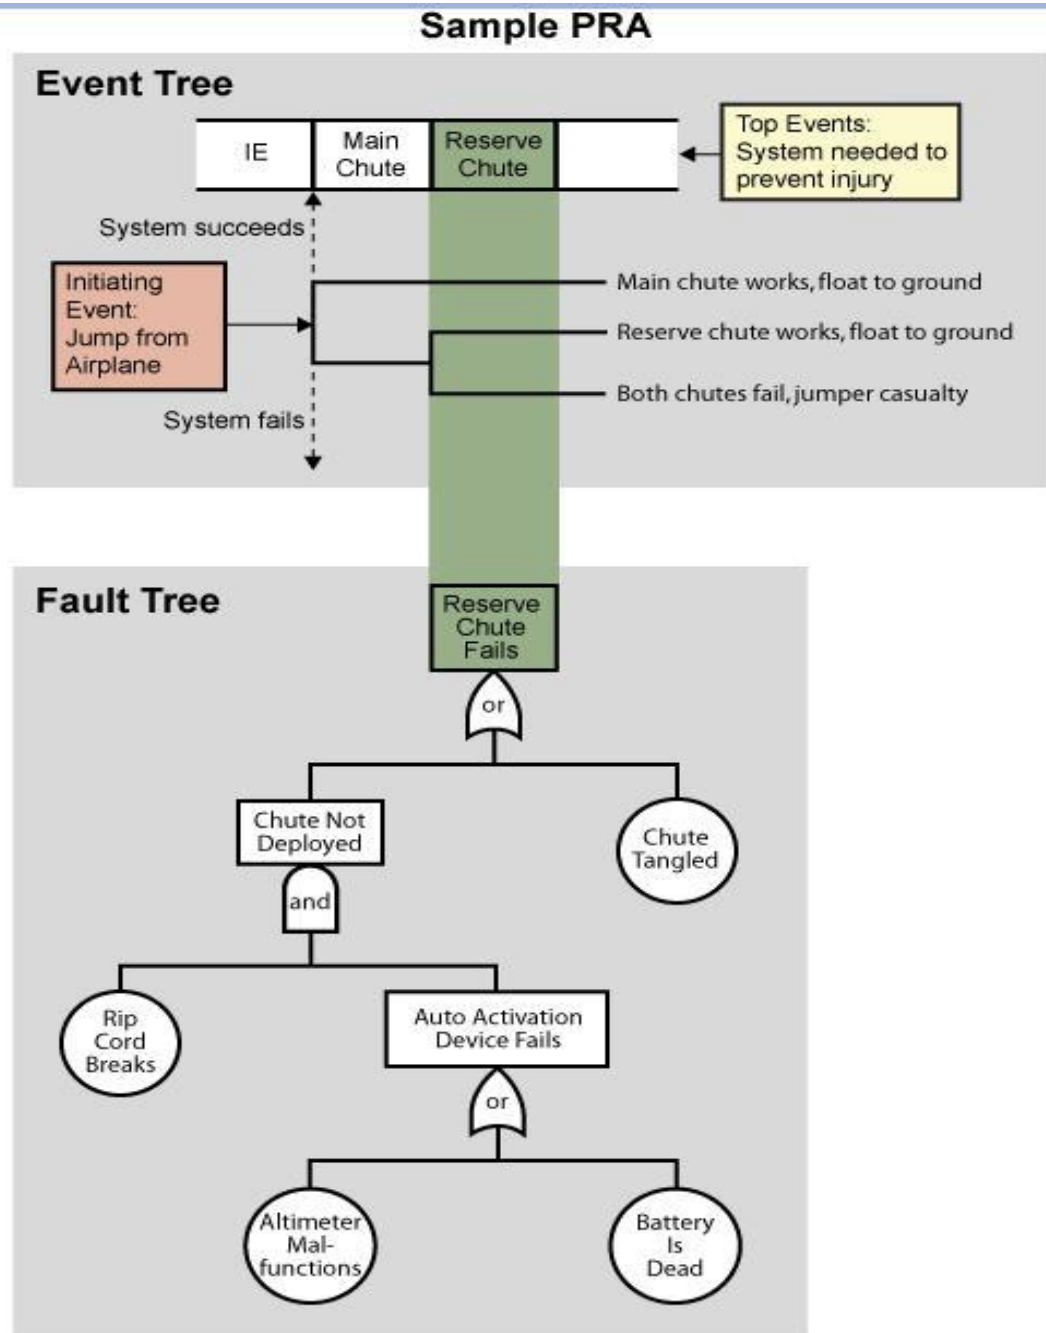 Sample PRA
Event Tree
IE
Main
Chute
Reserve
Chute
Top Events:
System needed to
prevent injury
System succeeds
Initiating
Event:
Jump from
Airplane
Main chute works, float to ground
Reserve chute works, float to ground
Both chutes fail, jumper casualty
System fails
Fault Tree
Reserve
Chute
Fails
or
Chute Not
Deployed
Chute
Tangled
and
Rip
Cord
Breaks
Auto Activation
Device Fails
or
Altimeter
Mal-
functions
Battery
Is
Dead